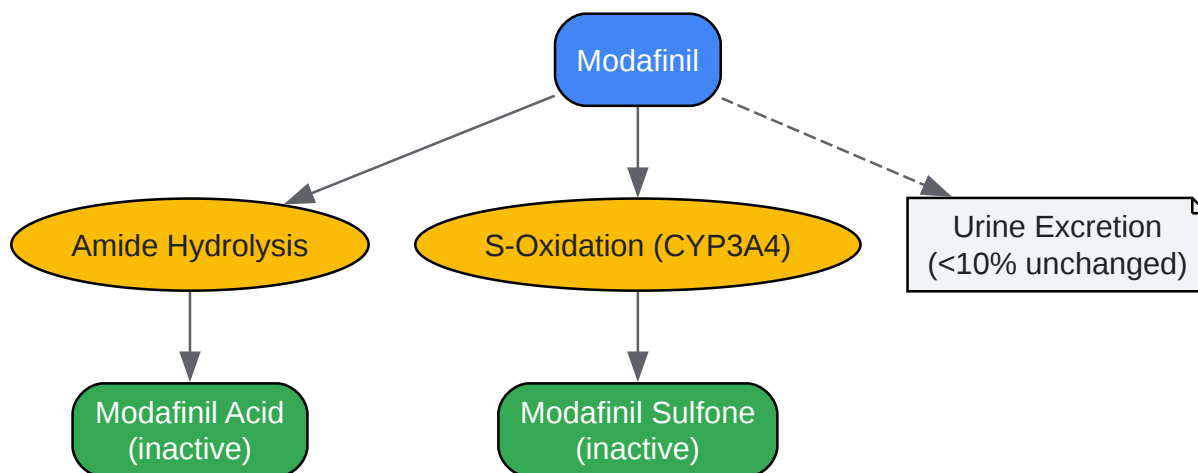 Modafinil
Amide Hydrolysis
S-Oxidation (CYP3A4)
Urine Excretion
(<10% unchanged)
Modafinil Acid
(inactive)
Modafinil Sulfone
(inactive)